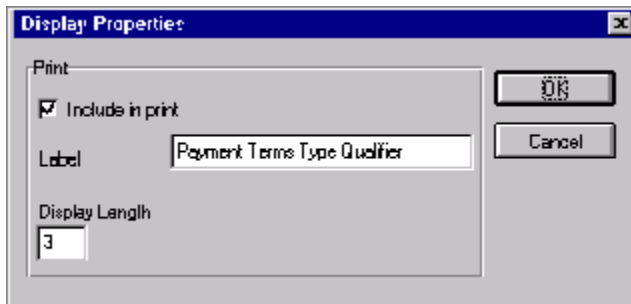 Display Properties
Print
OK
Include in print
Cancel
Label
Payment Terms Type Qualifier
Display Length
3